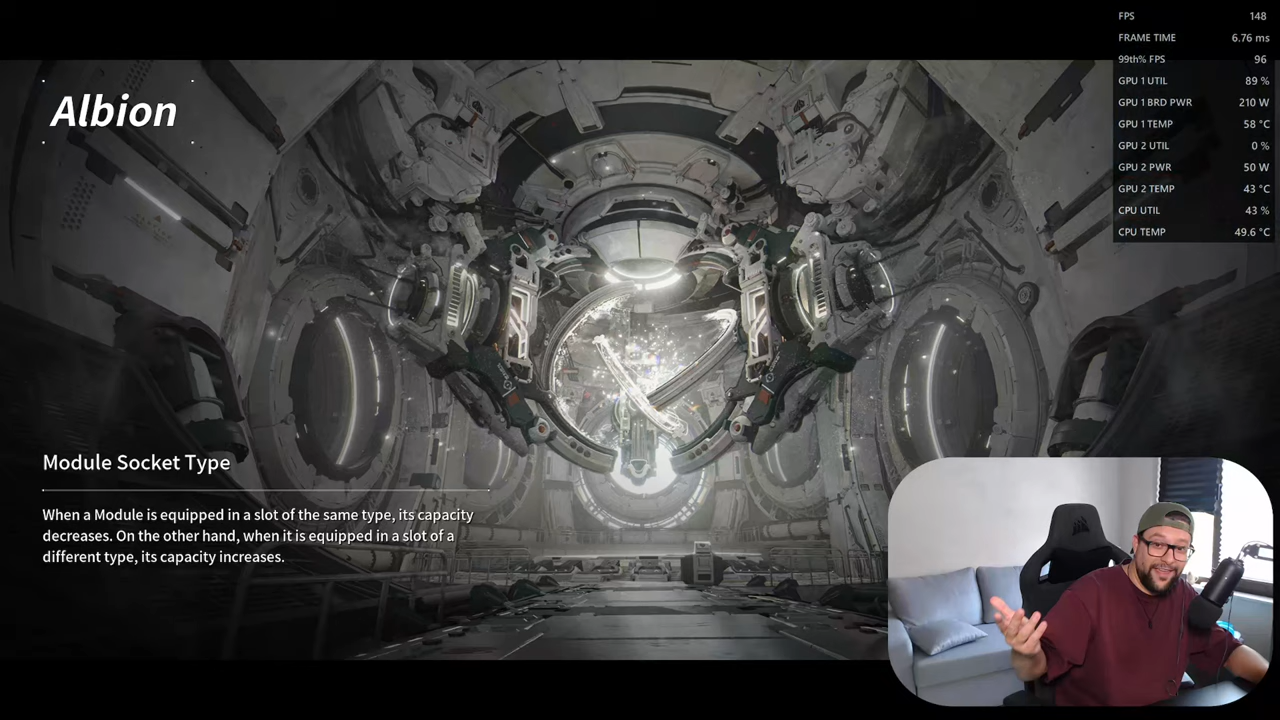 Albion
Module Socket Type
When a Module is equipped in a slot of the same type, its capacity
decreases. On the other hand, when it is equipped in a slot of a
different type, its capacity increases.
FPS 148
FRAME TIME 6.76 ms
99th% FPS 96
GPU 1 UTIL 89 %
GPU 1 BRD PWR 210 W
GPU 1 TEMP 58 °C
GPU 2 UTIL 0 %
GPU 2 PWR 50 W
GPU 2 TEMP 43 °C
CPU UTIL 43 %
CPU TEMP 49.6 °C